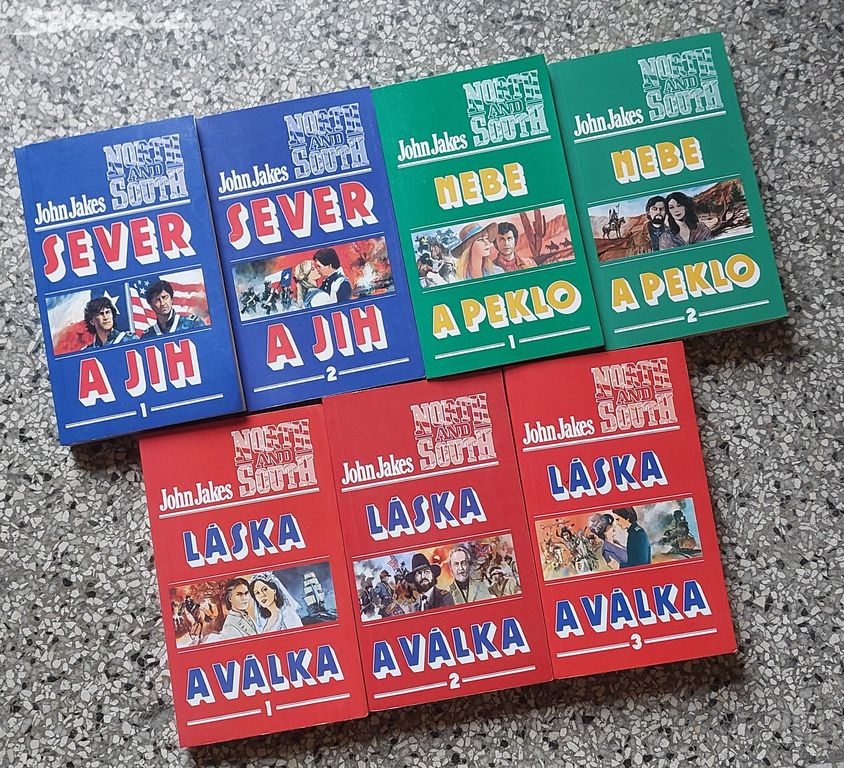 John Jakes
NORTH
AND
SOUTH
SEVER
A JIH
1
John Jakes
NORTH
AND
SOUTH
SEVER
A JIH
2
John Jakes
NORTH
AND
SOUTH
NEBE
A PEKLO
1
John Jakes
NORTH
AND
SOUTH
NEBE
A PEKLO
2
John Jakes
NORTH
AND
SOUTH
LÁSKA
A VÁLKA
1
John Jakes
NORTH
AND
SOUTH
LÁSKA
A VÁLKA
2
John Jakes
NORTH
AND
SOUTH
LÁSKA
A VÁLKA
3